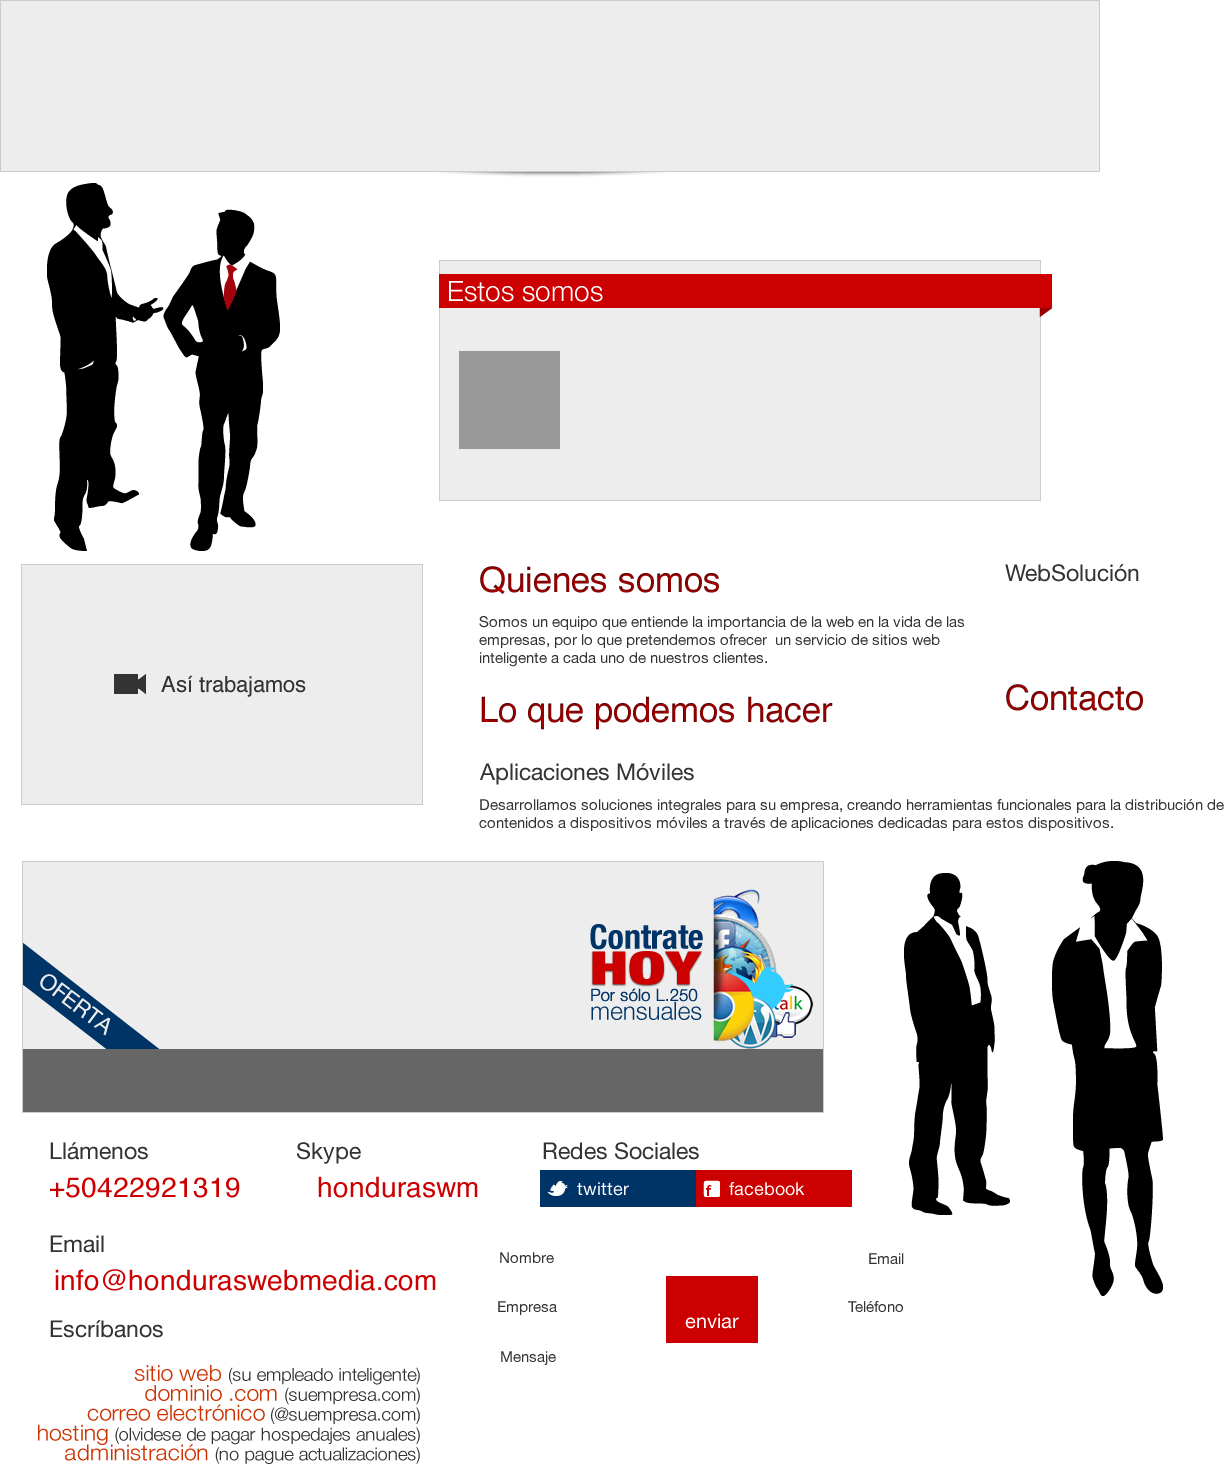 Estos somos
Quienes somos
WebSolución
Somos un equipo que entiende la importancia de la web en la vida de las
empresas, por lo que pretendemos ofrecer un servicio de sitios web
inteligente a cada uno de nuestros clientes.
Así trabajamos
Contacto
Lo que podemos hacer
Aplicaciones Móviles
Desarrollamos soluciones integrales para su empresa, creando herramientas funcionales para la distribución de
contenidos a dispositivos móviles a través de aplicaciones dedicadas para estos dispositivos.
OFERTA
Contrate
HOY
Por sólo L.250
mensuales
talk
Llámenos
Skype
Redes Sociales
+50422921319
honduraswm
twitter
facebook
Email
info@honduraswebmedia.com
Nombre
Email
Empresa
enviar
Teléfono
Escríbanos
Mensaje
sitio web (su empleado inteligente)
dominio .com (suempresa.com)
correo electrónico (@suempresa.com)
hosting (olvidese de pagar hospedajes anuales)
administración (no pague actualizaciones)